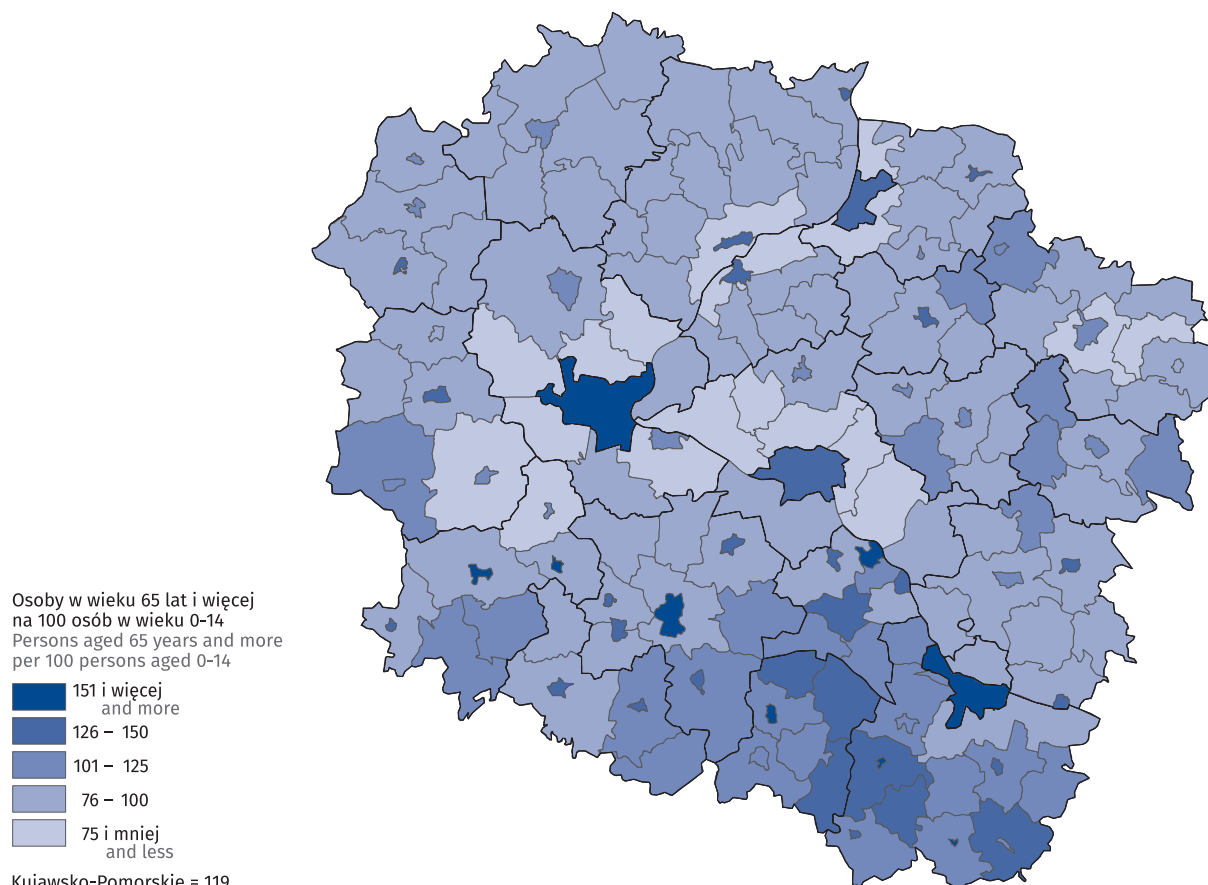 Osoby w wieku 65 lat i więcej
na 100 osób w wieku 0-14
Persons aged 65 years and more
per 100 persons aged 0-14
151 i więcej
and more
126 – 150
101 – 125
76 – 100
75 i mniej
and less
Kujawsko-Pomorskie = 119